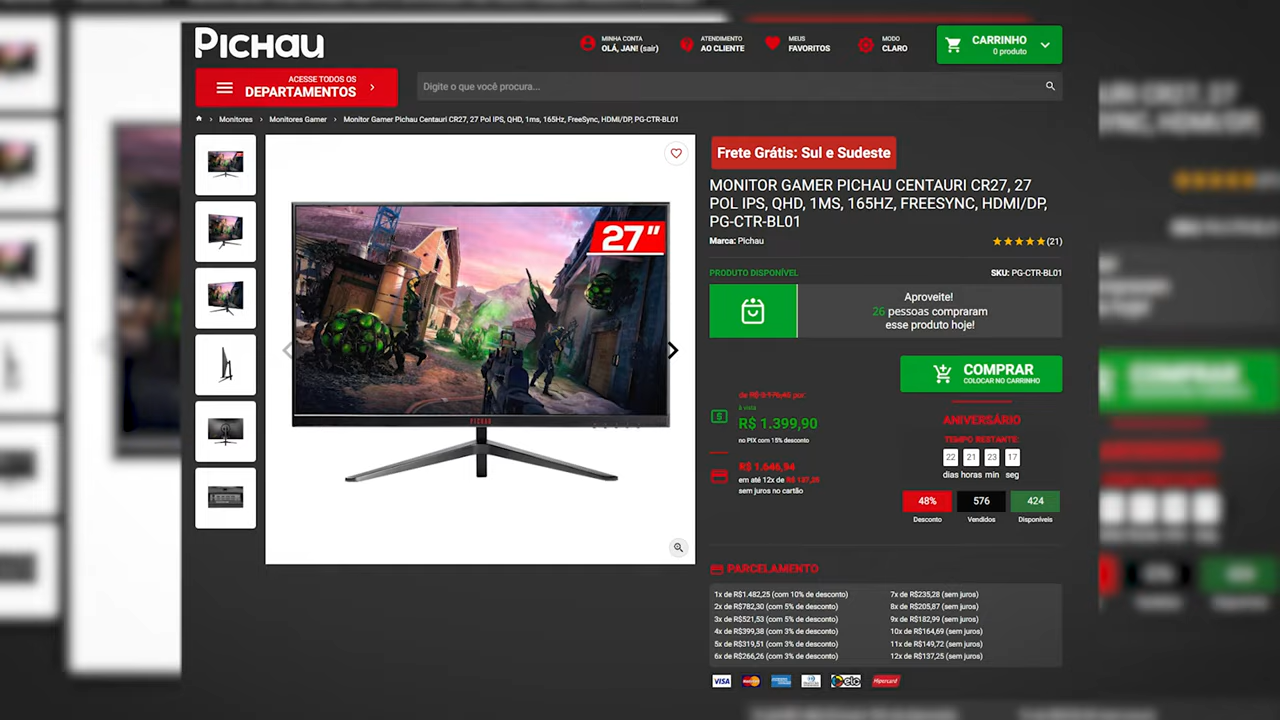 PICHAU
MINHA CONTA
OLÁ, JAN! (sair)
ATENDIMENTO
AO CLIENTE
MEUS
FAVORITOS
MODO
CLARO
CARRINHO
0 produto
ACESSE TODOS OS
DEPARTAMENTOS
Digite o que você procura...
Monitores
Monitores Gamer
Monitor Gamer Pichau Centauri CR27, 27 Pol IPS, QHD, 1ms, 165Hz, FreeSync, HDMI/DP, PG-CTR-BL01
27"
PICHAU
Frete Grátis: Sul e Sudeste
MONITOR GAMER PICHAU CENTAURI CR27, 27
POL IPS, QHD, 1MS, 165HZ, FREESYNC, HDMI/DP,
PG-CTR-BL01
Marca: Pichau
(21)
PRODUTO DISPONÍVEL
SKU: PG-CTR-BL01
Aproveite!
26 pessoas compraram
esse produto hoje!
COMPRAR
COLOCAR NO CARRINHO
de R$ 3.176,40 por:
à vista
R$ 1.399,90
no PIX com 15% desconto
R$ 1.646,94
em até 12x de R$ 137,25
sem juros no cartão
ANIVERSÁRIO
TEMPO RESTANTE:
22 21 23 17
dias horas min seg
48% 576 424
Desconto Vendidos Disponíveis
PARCELAMENTO
1x de R$1.482,25 (com 10% de desconto)
2x de R$782,30 (com 5% de desconto)
3x de R$521,53 (com 5% de desconto)
4x de R$399,38 (com 3% de desconto)
5x de R$319,51 (com 3% de desconto)
6x de R$266,26 (com 3% de desconto)
7x de R$235,28 (sem juros)
8x de R$205,87 (sem juros)
9x de R$182,99 (sem juros)
10x de R$164,69 (sem juros)
11x de R$149,72 (sem juros)
12x de R$137,25 (sem juros)
VISA
elo
Hipercard